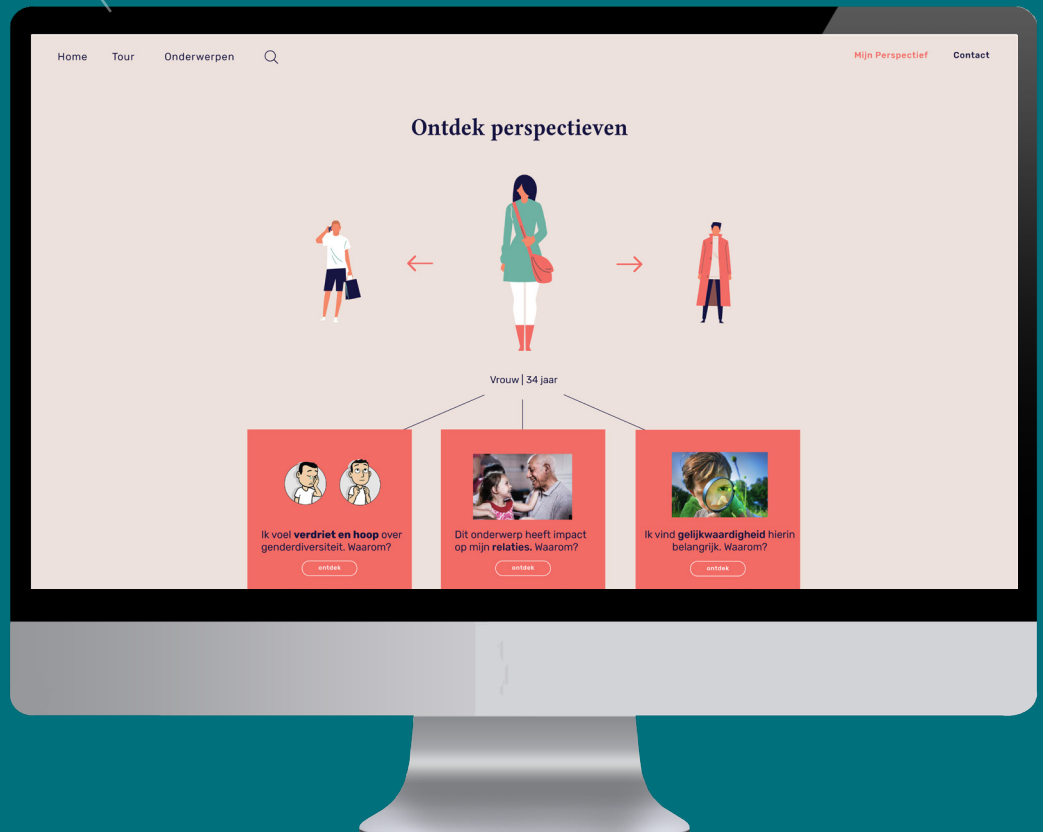 Home Tour Onderwerpen Mijn Perspectief Contact
Ontdek perspectieven
Vrouw | 34 jaar
Ik voel verdriet en hoop over
genderdiversiteit. Waarom?
ontdek
Dit onderwerp heeft impact
op mijn relaties. Waarom?
ontdek
Ik vind gelijkwaardigheid hierin
belangrijk. Waarom?
ontdek